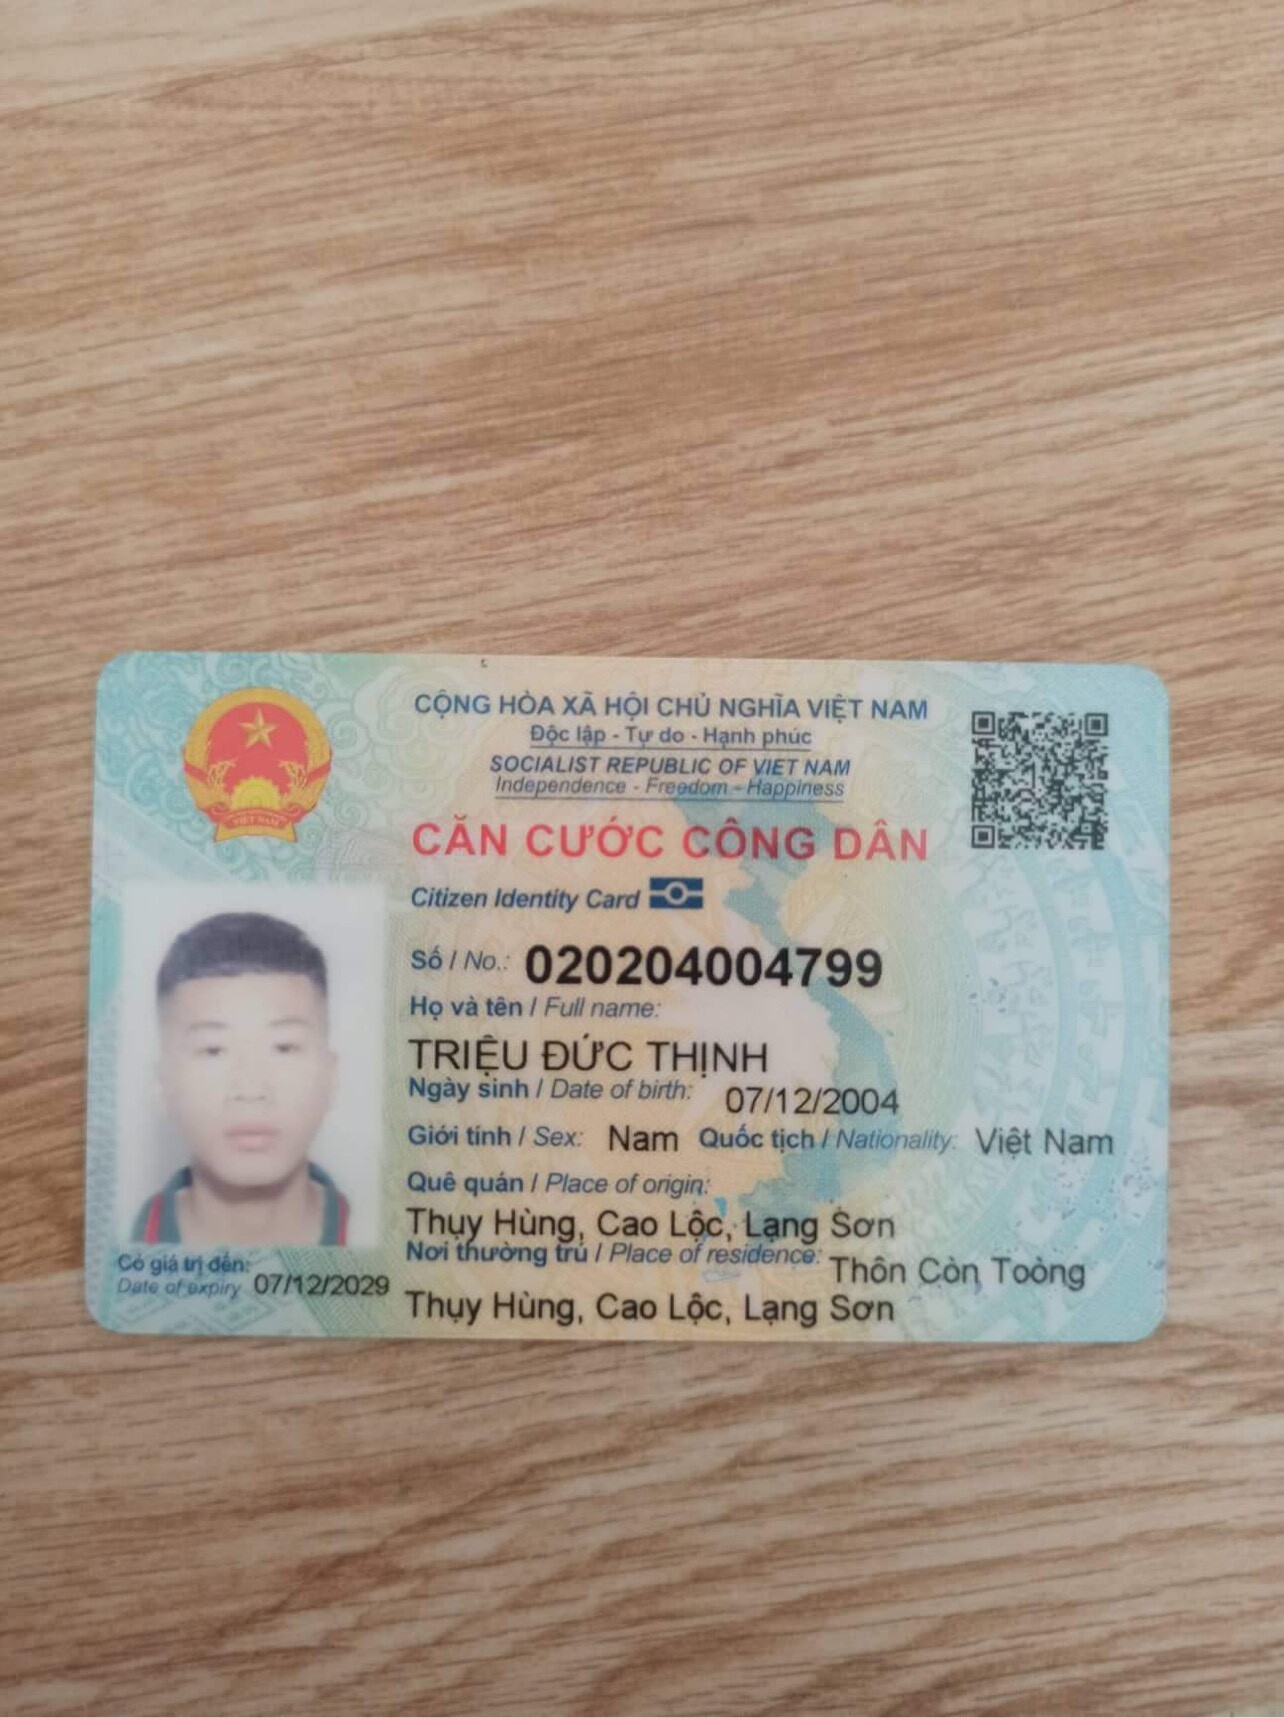 CỘNG HÒA XÃ HỘI CHỦ NGHĨA VIỆT NAM
Độc lập - Tự do - Hạnh phúc
SOCIALIST REPUBLIC OF VIET NAM
Independence - Freedom - Happiness
CĂN CƯỚC CÔNG DÂN
Citizen Identity Card
Số / No.: 020204004799
Họ và tên / Full name:
TRIỆU ĐỨC THỊNH
Ngày sinh / Date of birth: 07/12/2004
Giới tính / Sex: Nam Quốc tịch / Nationality: Việt Nam
Quê quán / Place of origin:
Thụy Hùng, Cao Lộc, Lạng Sơn
Nơi thường trú / Place of residence: Thôn Còn Toòng
Thụy Hùng, Cao Lộc, Lạng Sơn
Có giá trị đến:
Date of expiry 07/12/2029
VIỆT NAM